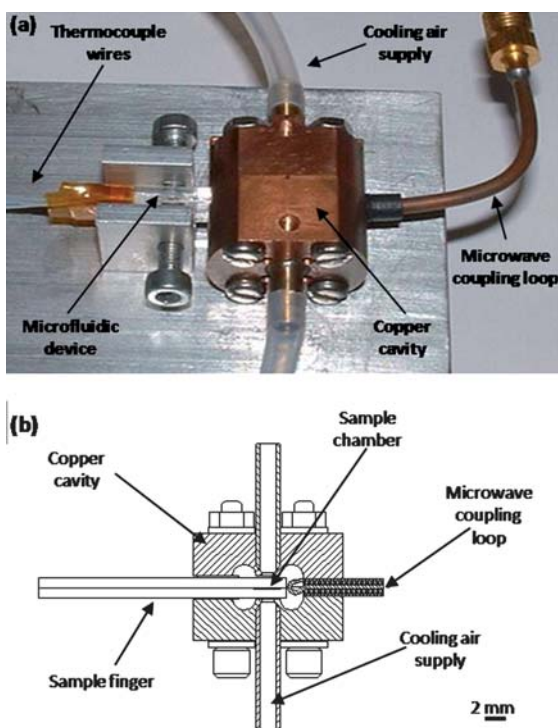 (a)
Thermocouple
wires
Cooling air
supply
Microfluidic
device
Copper
cavity
Microwave
coupling loop
(b)
Sample
chamber
Copper
cavity
Microwave
coupling
loop
Sample finger
Cooling air
supply
2 mm